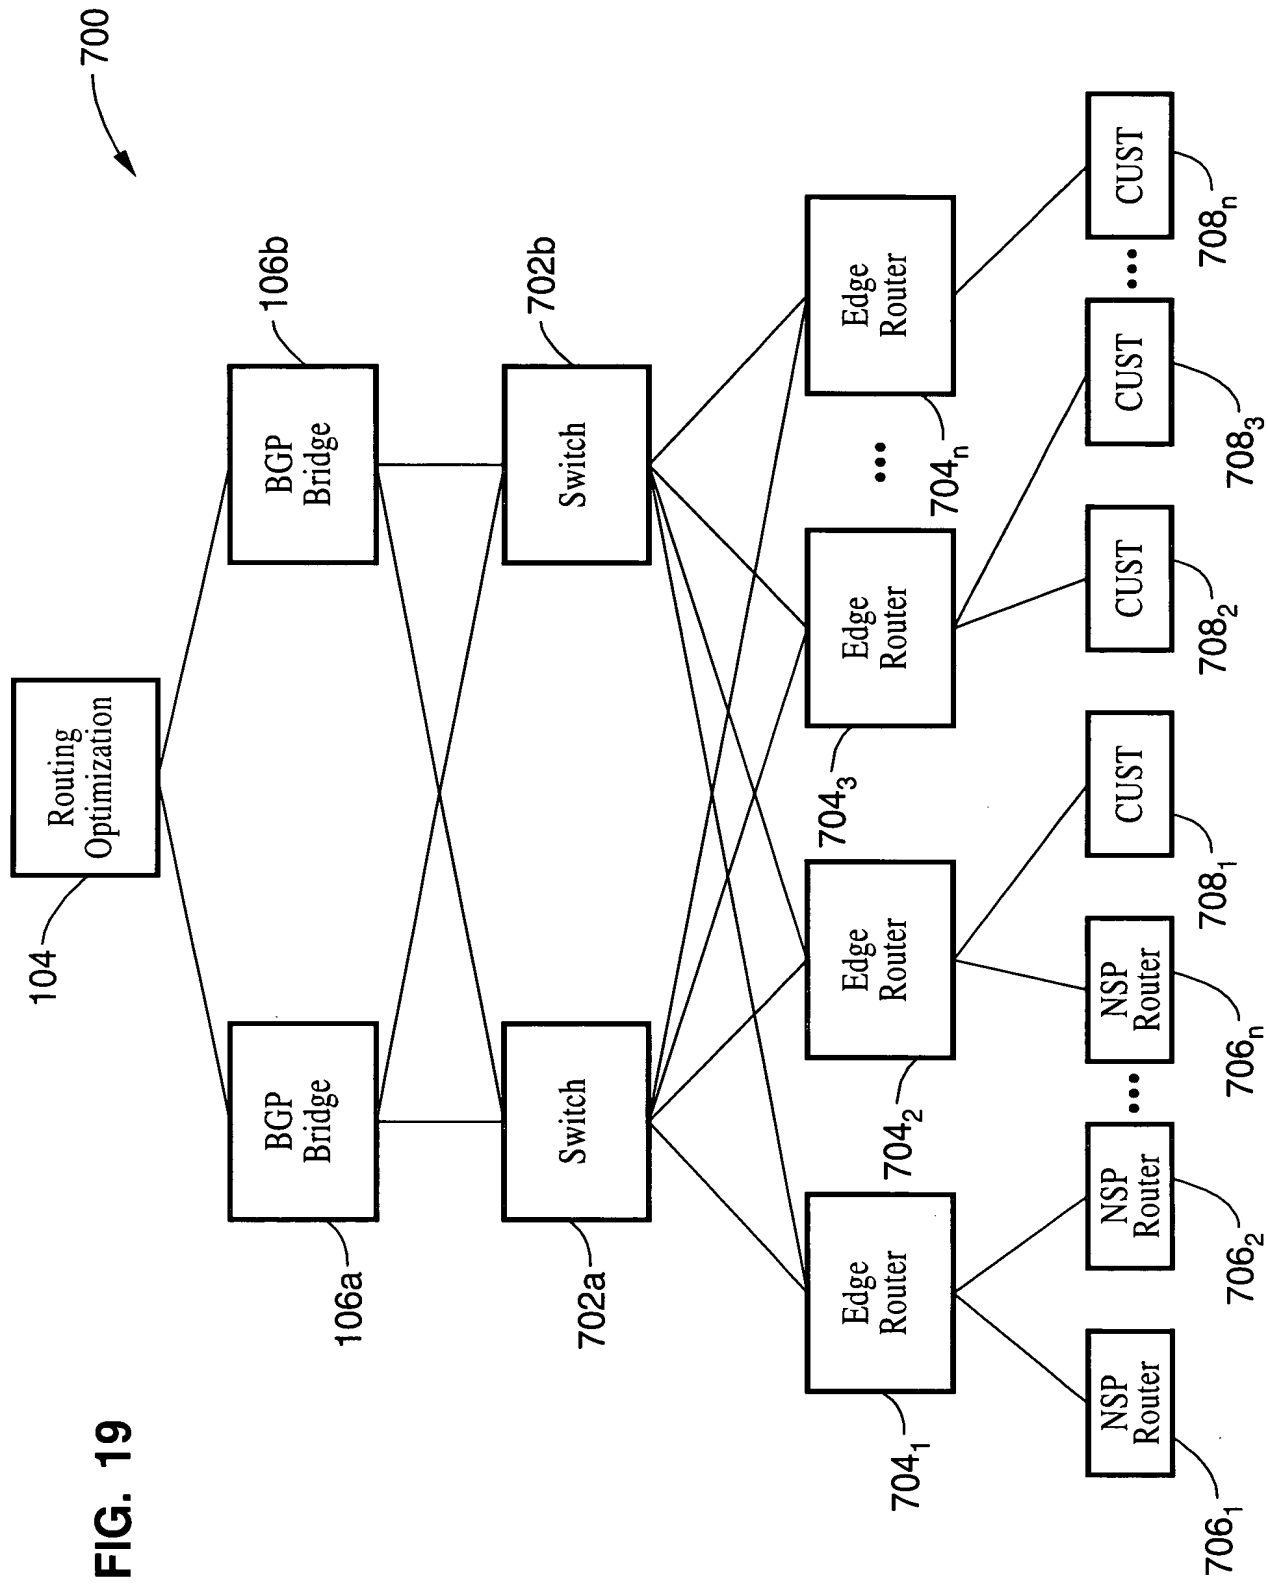 FIG. 19
700
104
Routing
Optimization
106a
BGP
Bridge
BGP
Bridge
106b
702a
Switch
Switch
702b
704₁
Edge
Router
704₂
Edge
Router
704₃
Edge
Router
•••
704ₙ
Edge
Router
706₁
NSP
Router
706₂
NSP
Router
•••
706ₙ
NSP
Router
708₁
CUST
708₂
CUST
708₃
CUST
•••
708ₙ
CUST